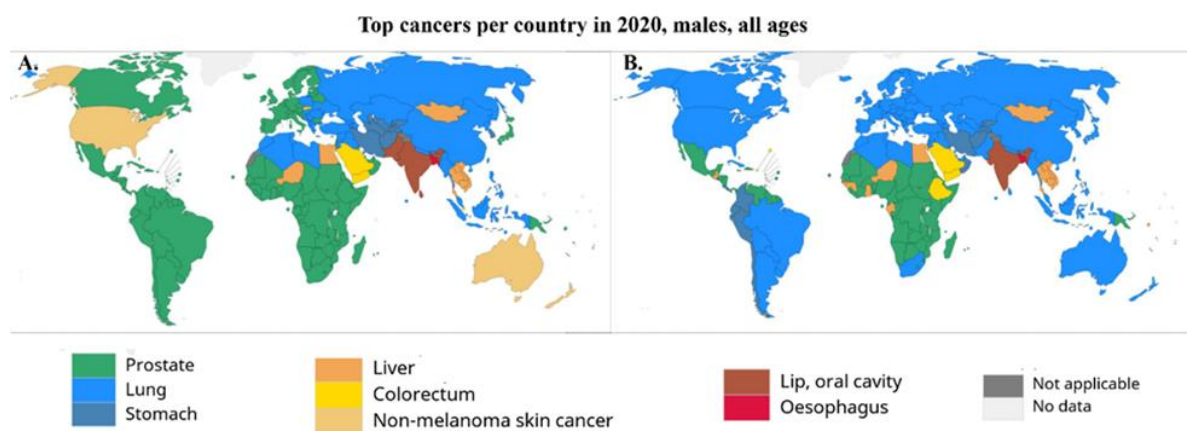 Top cancers per country in 2020, males, all ages
A.
B.
Prostate
Lung
Stomach
Liver
Colorectum
Non-melanoma skin cancer
Lip, oral cavity
Oesophagus
Not applicable
No data